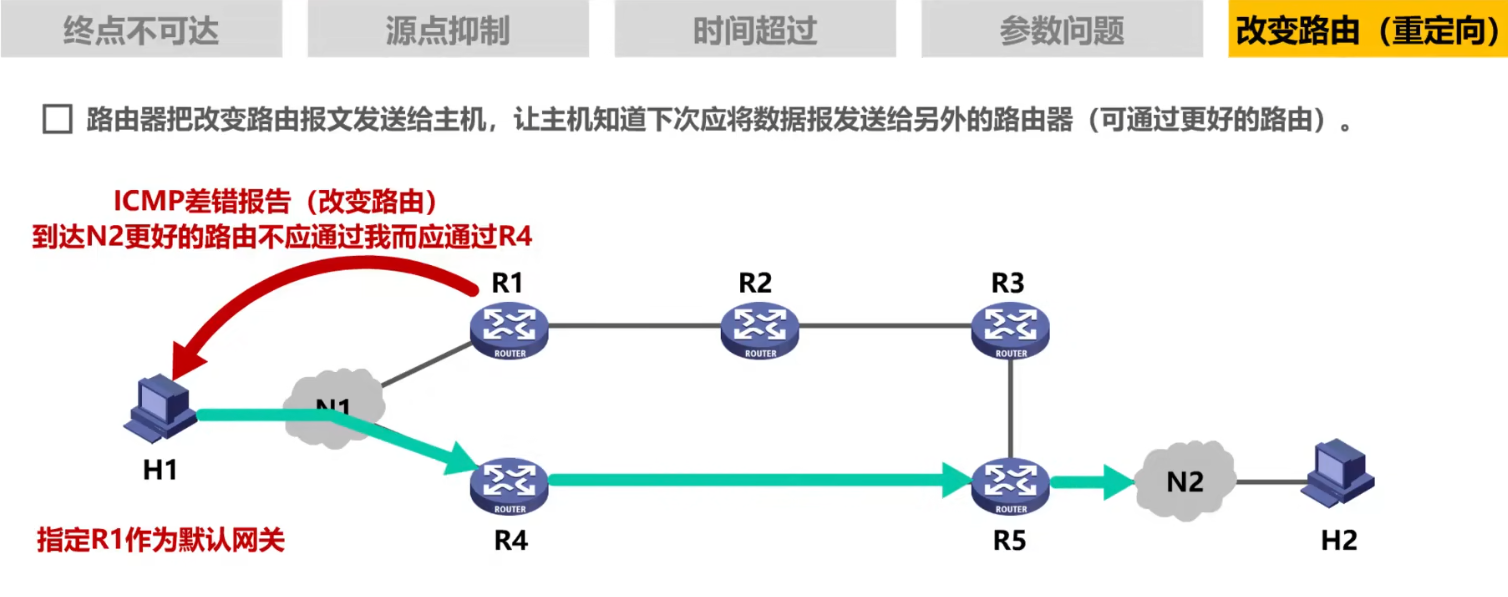 终点不可达
源点抑制
时间超过
参数问题
改变路由（重定向）
路由器把改变路由报文发送给主机，让主机知道下次应将数据报发送给另外的路由器（可通过更好的路由）。
ICMP差错报告（改变路由）
到达N2更好的路由不应通过我而应通过R4
R1
R2
R3
ROUTER
ROUTER
ROUTER
N1
H1
ROUTER
ROUTER
N2
指定R1作为默认网关
R4
R5
H2